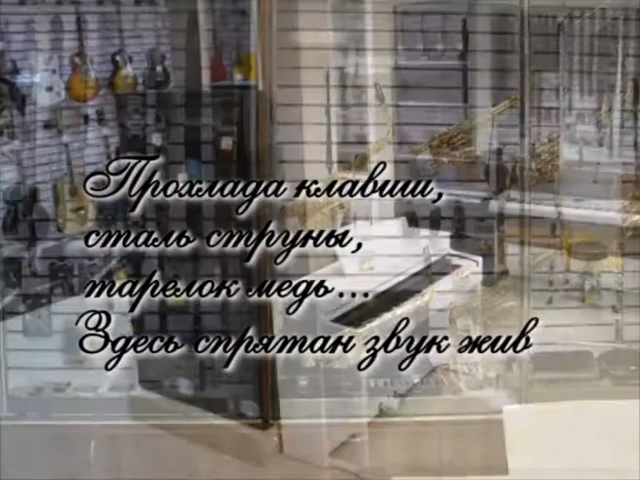 Прохлада клавиш,
сталь струны,
тарелок медь...
Здесь спрятан звук жив